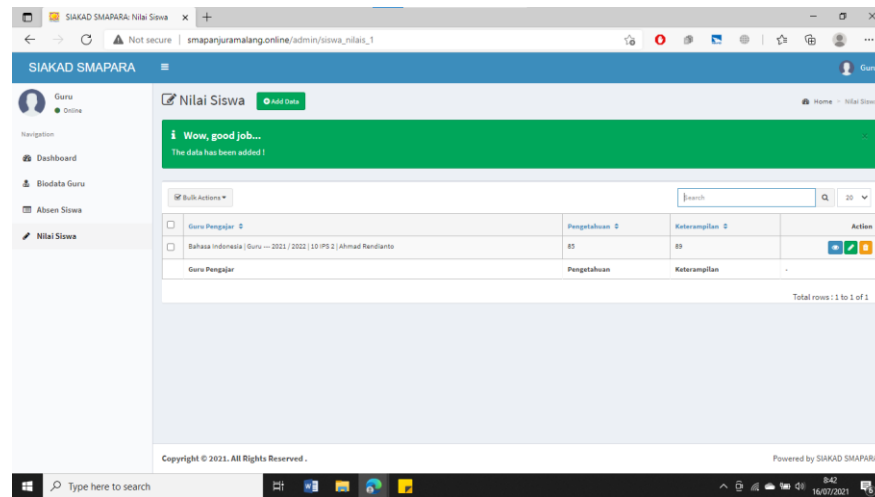 SIAKAD SMAPARA: Nilai Siswa
Not secure | smapanjuramalang.online/admin/siswa_nilais_1
SIAKAD SMAPARA
Guru
Guru
Online
Nilai Siswa
Add Data
Home > Nilai Siswa
Navigation
Dashboard
Biodata Guru
Absen Siswa
Nilai Siswa
Wow, good job...
The data has been added !
Bulk Actions
Search
20
Guru Pengajar Pengetahuan Keterampilan Action
Bahasa Indonesia | Guru --- 2021 / 2022 | 10 IPS 2 | Ahmad Rendianto 85 89
Guru Pengajar Pengetahuan Keterampilan -
Total rows : 1 to 1 of 1
Copyright © 2021. All Rights Reserved .
Powered by SIAKAD SMAPARA
Type here to search
8:42
16/07/2021